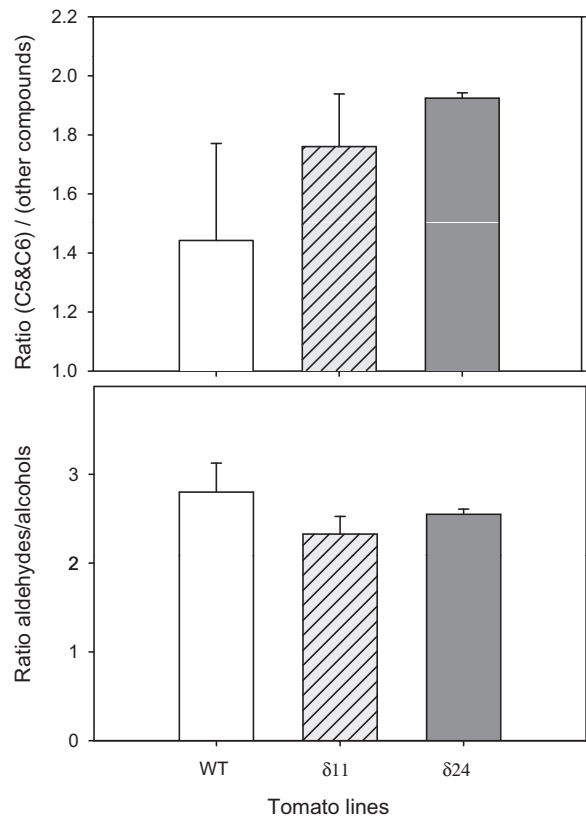 Ratio (C5&C6) / (other compounds)
2.2
2.0
1.8
1.6
1.4
1.2
1.0
Ratio aldehydes/alcohols
3
2
1
0
WT δ11 δ24
Tomato lines